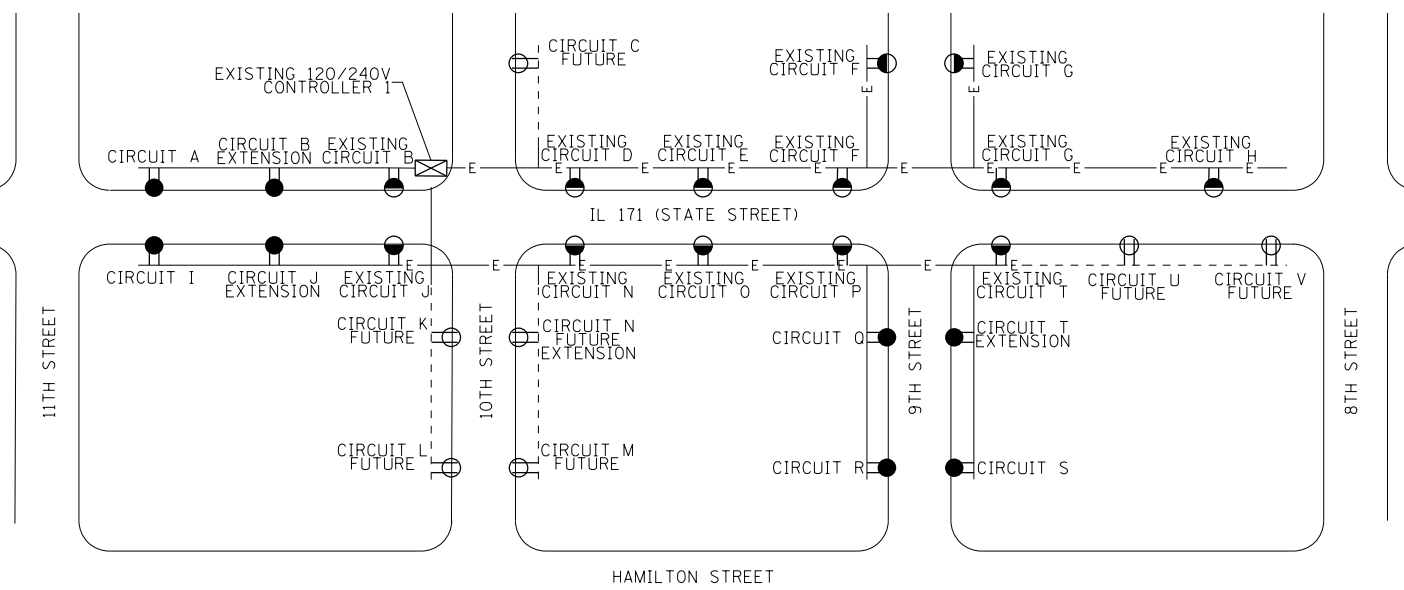 CIRCUIT C
FUTURE
EXISTING
CIRCUIT F
EXISTING
CIRCUIT G
EXISTING 120/240V
CONTROLLER 1
E
E
CIRCUIT A
CIRCUIT B
EXTENSION
EXISTING
CIRCUIT B
E
E
EXISTING
CIRCUIT D
E
EXISTING
CIRCUIT E
E
EXISTING
CIRCUIT F
E
E
E
EXISTING
CIRCUIT G
E
E
EXISTING
CIRCUIT H
E
IL 171 (STATE STREET)
CIRCUIT I
CIRCUIT J
EXTENSION
EXISTING
CIRCUIT J
E
E
E
EXISTING
CIRCUIT N
E
EXISTING
CIRCUIT O
E
E
EXISTING
CIRCUIT P
E
E
EXISTING
CIRCUIT T
CIRCUIT U
FUTURE
CIRCUIT V
FUTURE
11TH STREET
CIRCUIT K
FUTURE
10TH STREET
CIRCUIT N
FUTURE
EXTENSION
CIRCUIT Q
9TH STREET
CIRCUIT T
EXTENSION
8TH STREET
CIRCUIT L
FUTURE
CIRCUIT M
FUTURE
CIRCUIT R
CIRCUIT S
HAMILTON STREET